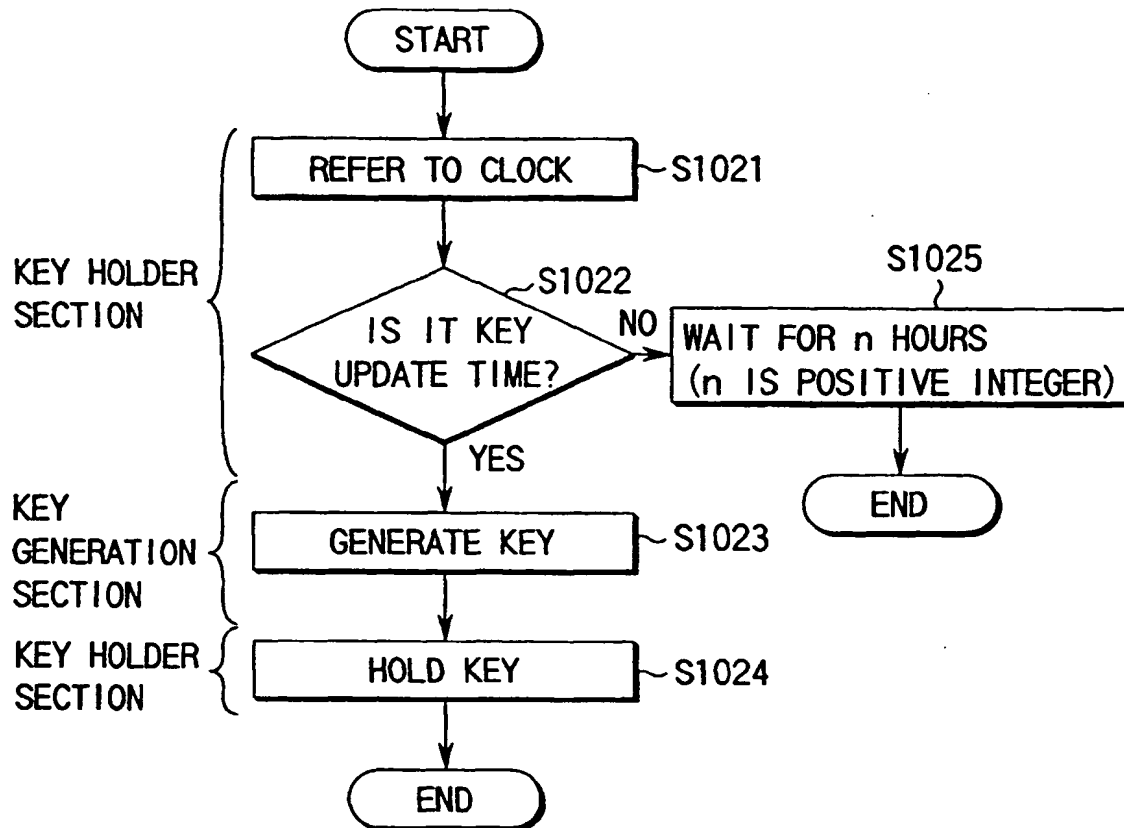 START
REFER TO CLOCK
S1021
KEY HOLDER
SECTION
S1022
IS IT KEY
UPDATE TIME?
NO
YES
S1025
WAIT FOR n HOURS
(n IS POSITIVE INTEGER)
END
KEY
GENERATION
SECTION
GENERATE KEY
S1023
KEY HOLDER
SECTION
HOLD KEY
S1024
END